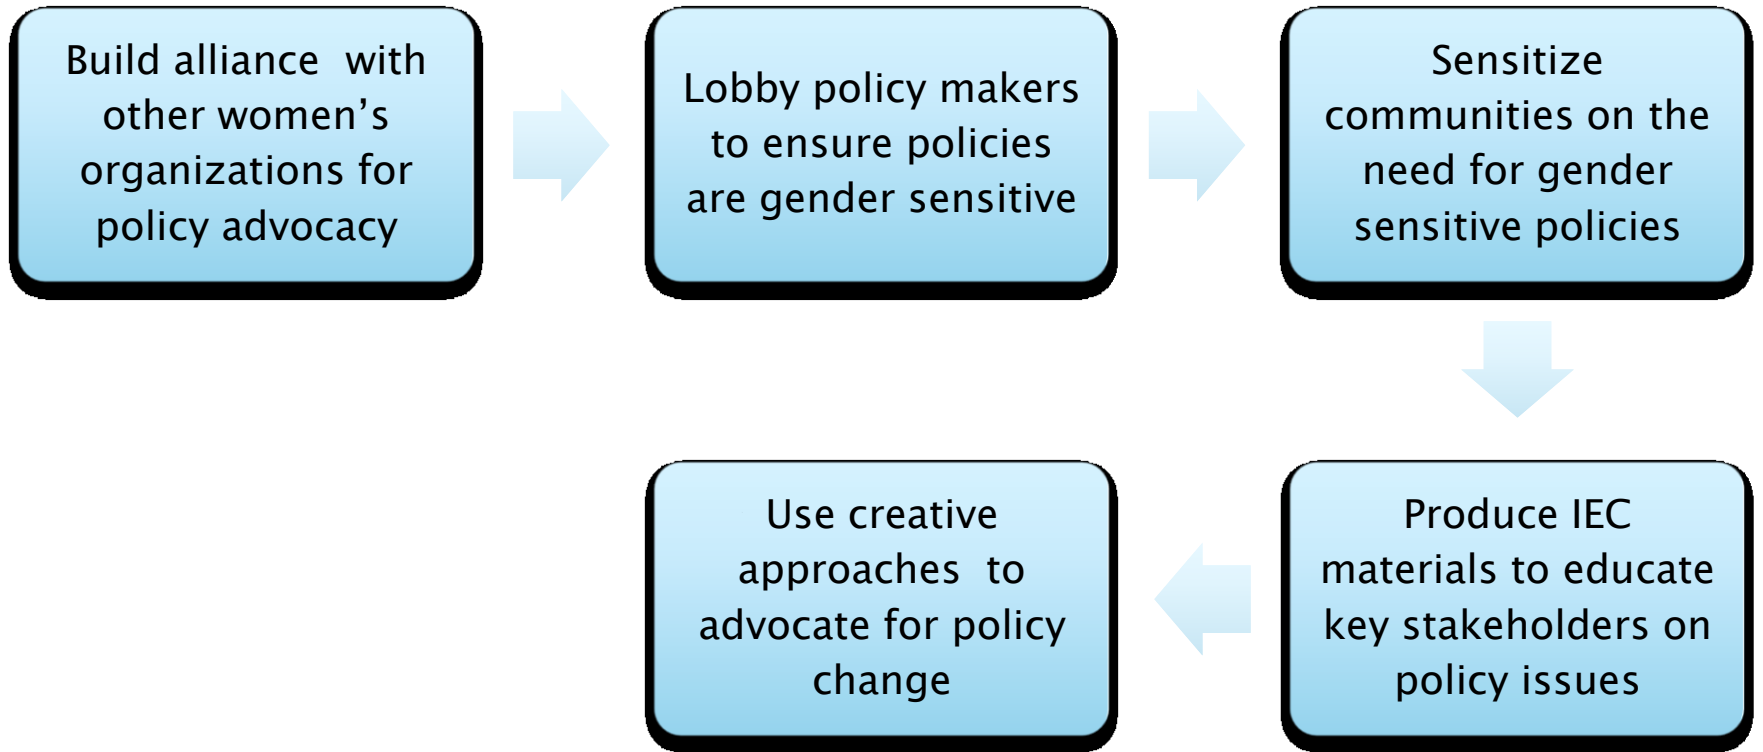 Build alliance  with
other women’s
organizations for
policy advocacy
Lobby policy makers
to ensure policies
are gender sensitive
Sensitize
communities on the
need for gender
sensitive policies
Produce IEC
materials to educate
key stakeholders on
policy issues
Use creative
approaches  to
advocate for policy
change